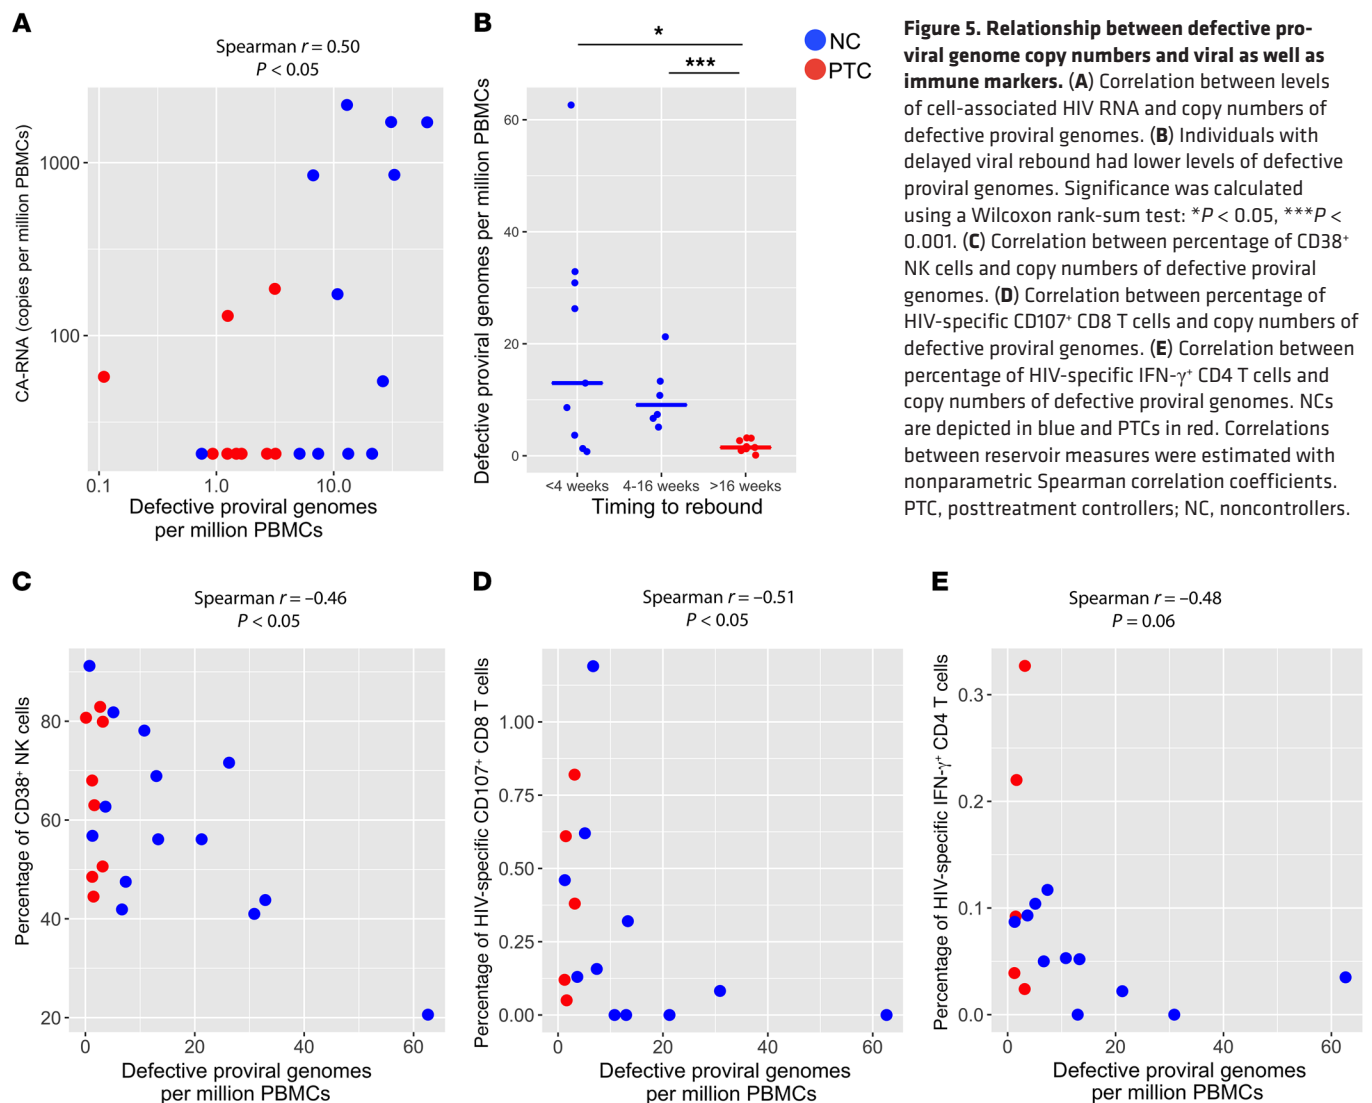 A
Spearman r = 0.50
P < 0.05
CA-RNA (copies per million PBMCs)
1000
100
0.1
1.0
10.0
Defective proviral genomes
per million PBMCs
B
*
***
NC
PTC
Defective proviral genomes per million PBMCs
60
40
20
0
<4 weeks
4-16 weeks
>16 weeks
Timing to rebound
Figure 5. Relationship between defective pro-
viral genome copy numbers and viral as well as
immune markers. (A) Correlation between levels
of cell-associated HIV RNA and copy numbers of
defective proviral genomes. (B) Individuals with
delayed viral rebound had lower levels of defective
proviral genomes. Significance was calculated
using a Wilcoxon rank-sum test: *P < 0.05, ***P <
0.001. (C) Correlation between percentage of CD38⁺
NK cells and copy numbers of defective proviral
genomes. (D) Correlation between percentage of
HIV-specific CD107⁺ CD8 T cells and copy numbers of
defective proviral genomes. (E) Correlation between
percentage of HIV-specific IFN-γ⁺ CD4 T cells and
copy numbers of defective proviral genomes. NCs
are depicted in blue and PTCs in red. Correlations
between reservoir measures were estimated with
nonparametric Spearman correlation coefficients.
PTC, posttreatment controllers; NC, noncontrollers.
C
Spearman r = –0.46
P < 0.05
Percentage of CD38⁺ NK cells
80
60
40
20
0
20
40
60
Defective proviral genomes
per million PBMCs
D
Spearman r = –0.51
P < 0.05
Percentage of HIV-specific CD107⁺ CD8 T cells
1.00
0.75
0.50
0.25
0.00
0
20
40
60
Defective proviral genomes
per million PBMCs
E
Spearman r = –0.48
P = 0.06
Percentage of HIV-specific IFN-γ⁺ CD4 T cells
0.3
0.2
0.1
0.0
0
20
40
60
Defective proviral genomes
per million PBMCs